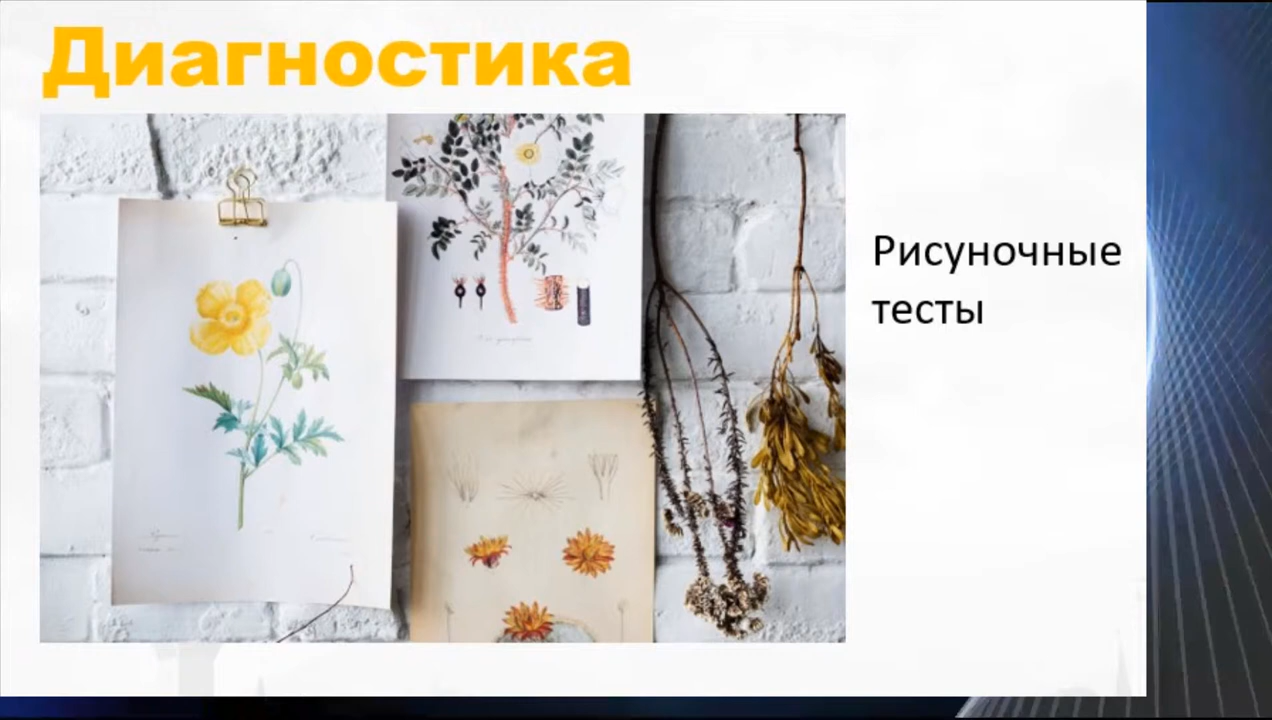 Диагностика
Рисуночные
тесты